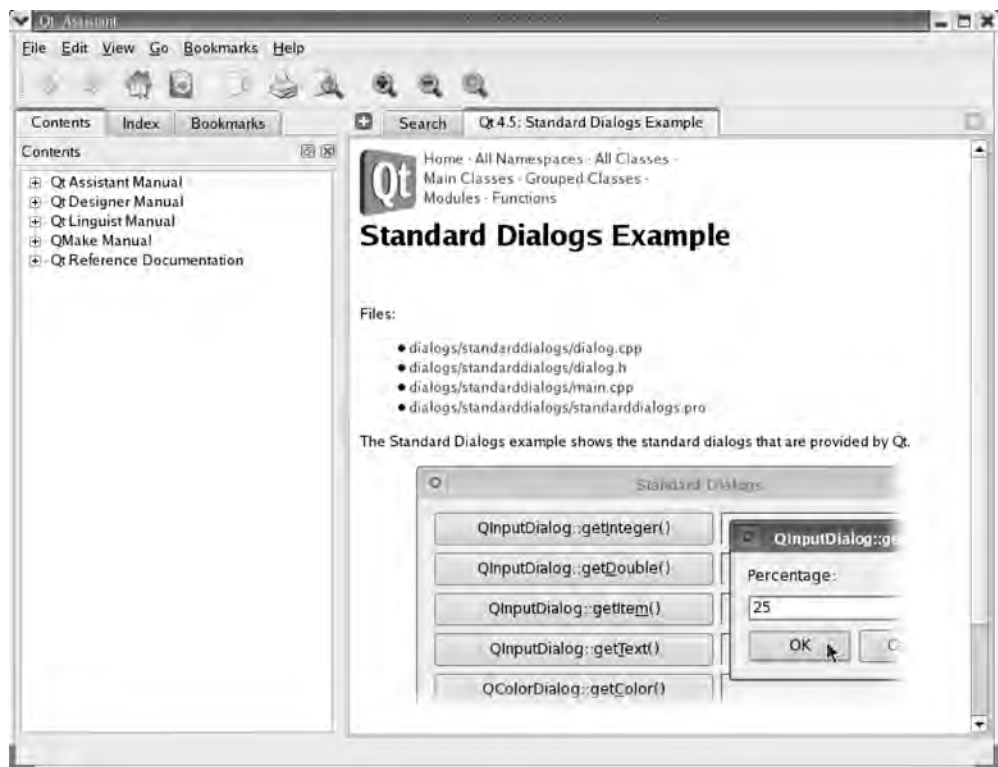 Qt Assistant
File Edit View Go Bookmarks Help
Contents Index Bookmarks
Search Qt 4.5: Standard Dialogs Example
Contents
Qt Assistant Manual
Qt Designer Manual
Qt Linguist Manual
QMake Manual
Qt Reference Documentation
Qt
Home · All Namespaces · All Classes ·
Main Classes · Grouped Classes ·
Modules · Functions
Standard Dialogs Example
Files:
dialogs/standarddialogs/dialog.cpp
dialogs/standarddialogs/dialog.h
dialogs/standarddialogs/main.cpp
dialogs/standarddialogs/standarddialogs.pro
The Standard Dialogs example shows the standard dialogs that are provided by Qt.
Standard Dialogs
QInputDialog::getInteger()
QInputDialog::getDouble()
QInputDialog::getItem()
QInputDialog::getText()
QColorDialog::getColor()
QInputDialog::ge
Percentage:
25
OK C